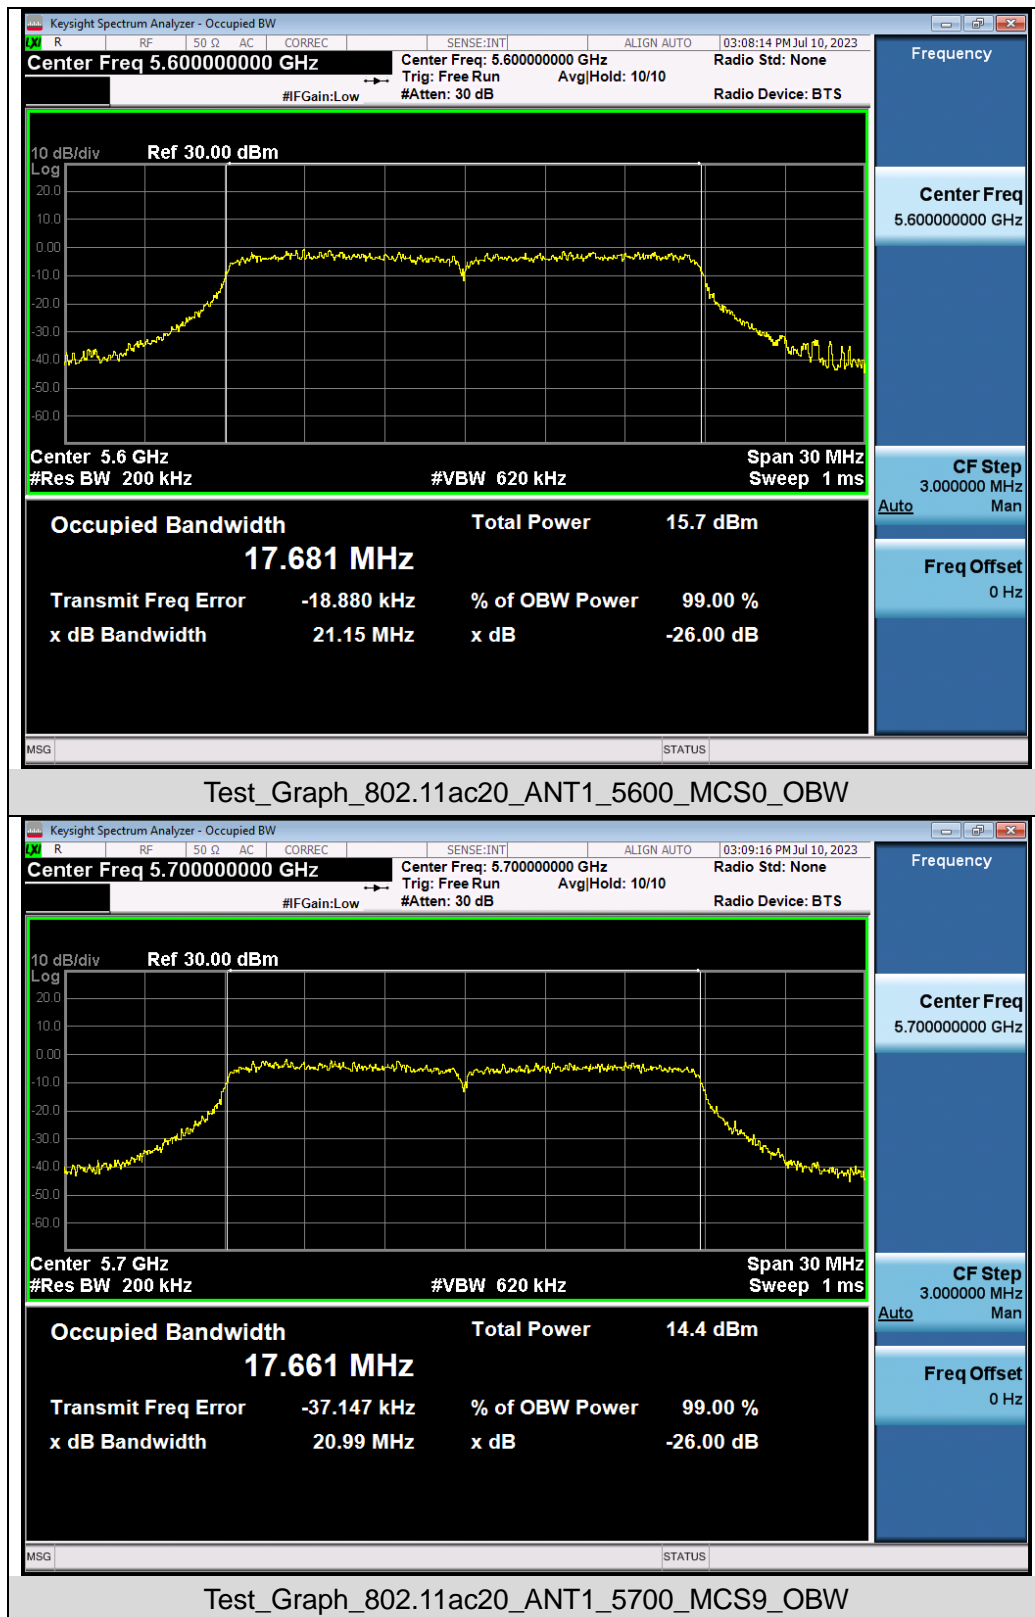 Keysight Spectrum Analyzer - Occupied BW
LXI R RF 50 Ω AC CORREC SENSE:INT ALIGN AUTO 03:08:14 PM Jul 10, 2023
Center Freq 5.600000000 GHz
Center Freq: 5.600000000 GHz
Radio Std: None
Trig: Free Run Avg|Hold: 10/10
#IFGain:Low
#Atten: 30 dB
Radio Device: BTS
10 dB/div Ref 30.00 dBm
Log
20.0
10.0
0.00
-10.0
-20.0
-30.0
-40.0
-50.0
-60.0
Center 5.6 GHz Span 30 MHz
#Res BW 200 kHz #VBW 620 kHz Sweep 1 ms
Occupied Bandwidth Total Power 15.7 dBm
17.681 MHz
Transmit Freq Error -18.880 kHz % of OBW Power 99.00 %
x dB Bandwidth 21.15 MHz x dB -26.00 dB
MSG STATUS
Frequency
Center Freq
5.600000000 GHz
CF Step
3.000000 MHz
Auto Man
Freq Offset
0 Hz
Test_Graph_802.11ac20_ANT1_5600_MCS0_OBW
Keysight Spectrum Analyzer - Occupied BW
LXI R RF 50 Ω AC CORREC SENSE:INT ALIGN AUTO 03:09:16 PM Jul 10, 2023
Center Freq 5.700000000 GHz
Center Freq: 5.700000000 GHz
Radio Std: None
Trig: Free Run Avg|Hold: 10/10
#IFGain:Low
#Atten: 30 dB
Radio Device: BTS
10 dB/div Ref 30.00 dBm
Log
20.0
10.0
0.00
-10.0
-20.0
-30.0
-40.0
-50.0
-60.0
Center 5.7 GHz Span 30 MHz
#Res BW 200 kHz #VBW 620 kHz Sweep 1 ms
Occupied Bandwidth Total Power 14.4 dBm
17.661 MHz
Transmit Freq Error -37.147 kHz % of OBW Power 99.00 %
x dB Bandwidth 20.99 MHz x dB -26.00 dB
MSG STATUS
Frequency
Center Freq
5.700000000 GHz
CF Step
3.000000 MHz
Auto Man
Freq Offset
0 Hz
Test_Graph_802.11ac20_ANT1_5700_MCS9_OBW